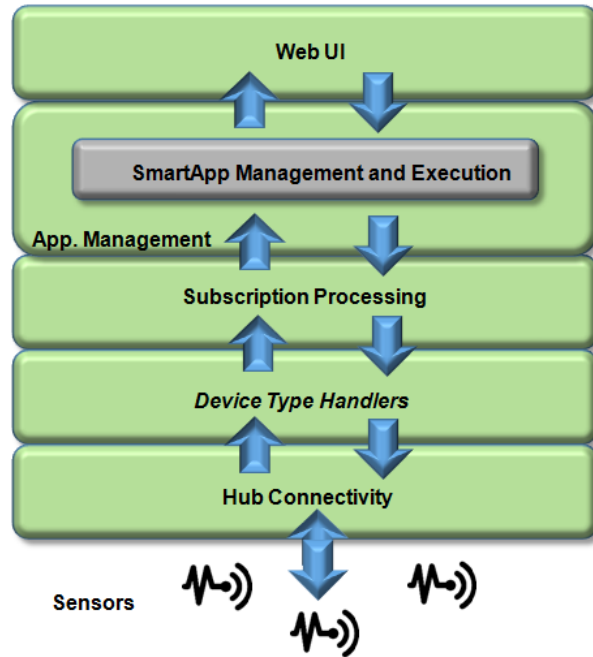 Web UI
SmartApp Management and Execution
App. Management
Subscription Processing
Device Type Handlers
Hub Connectivity
Sensors